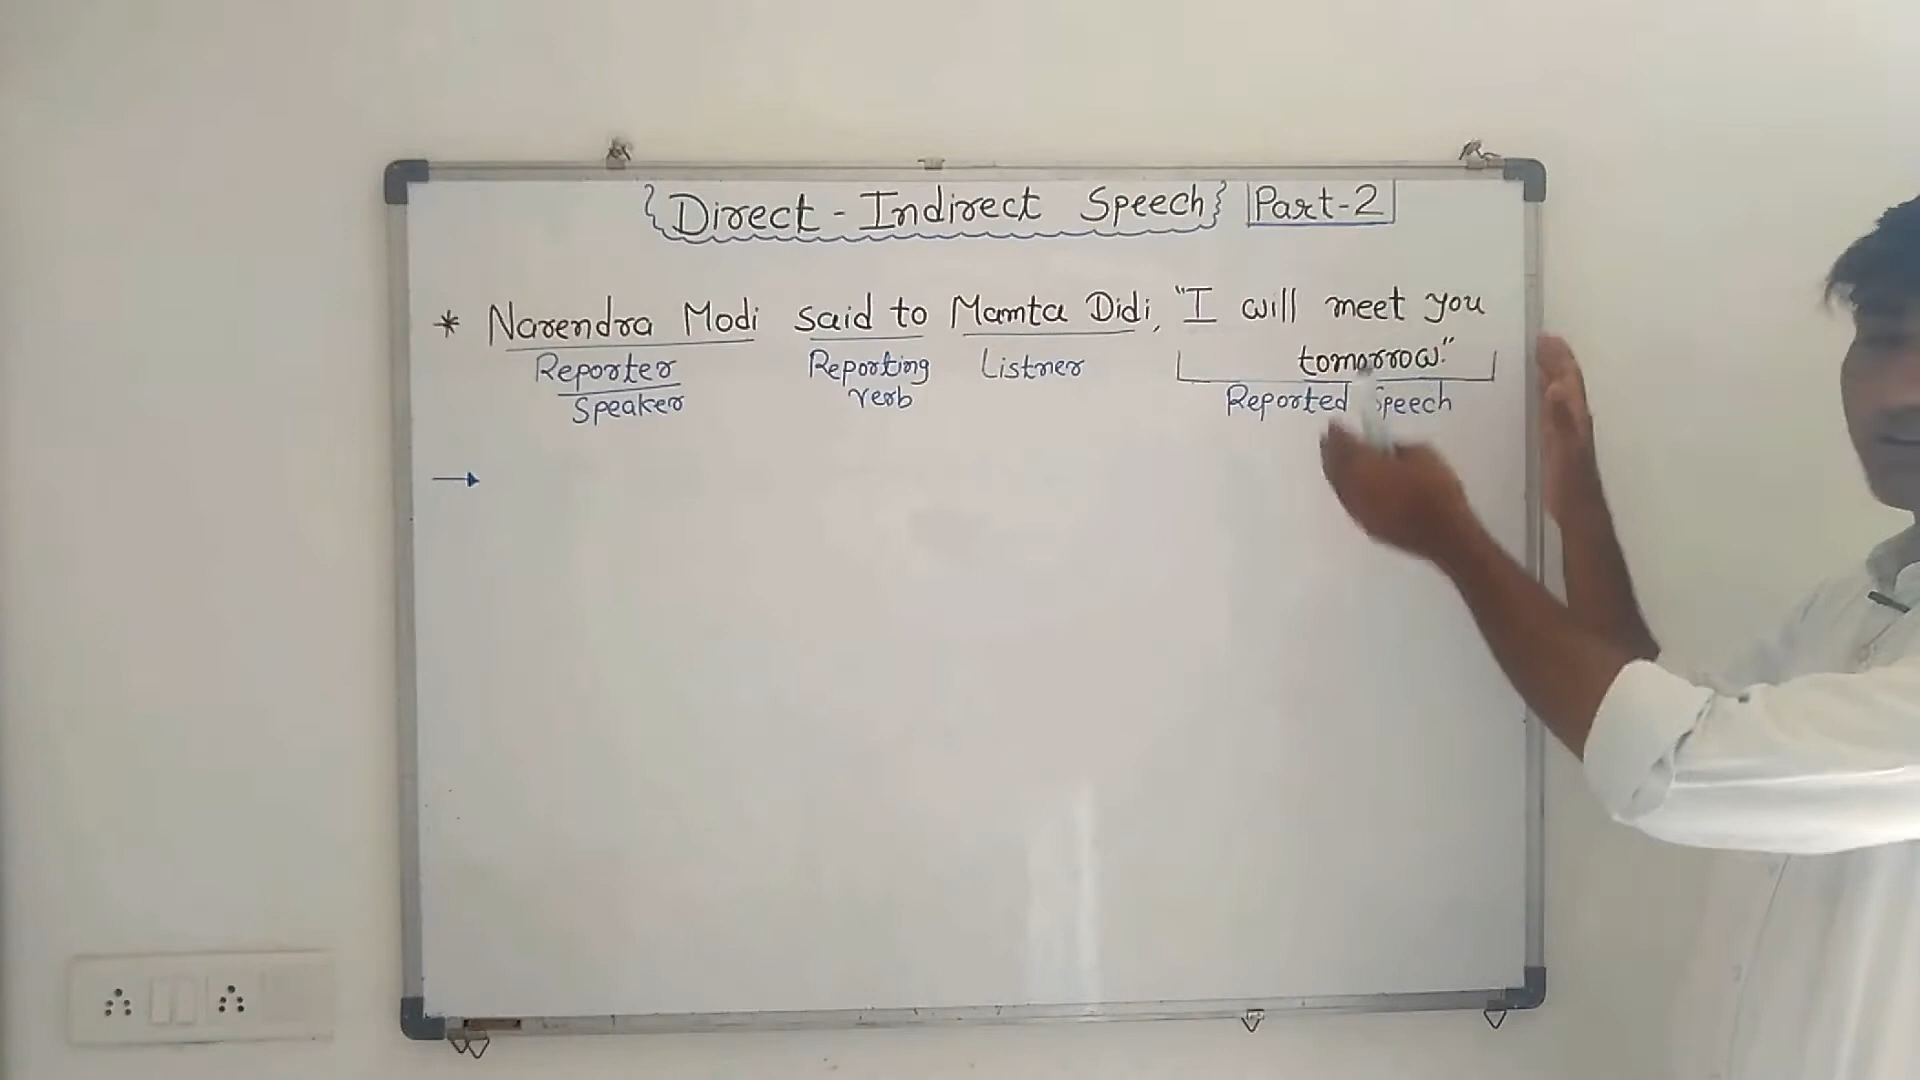 {Direct - Indirect Speech} Part-2
* Narendra Modi said to Mamta Didi, "I will meet you
tomorrow."
Reporter Reporting Listner
Speaker verb Reported Speech
→